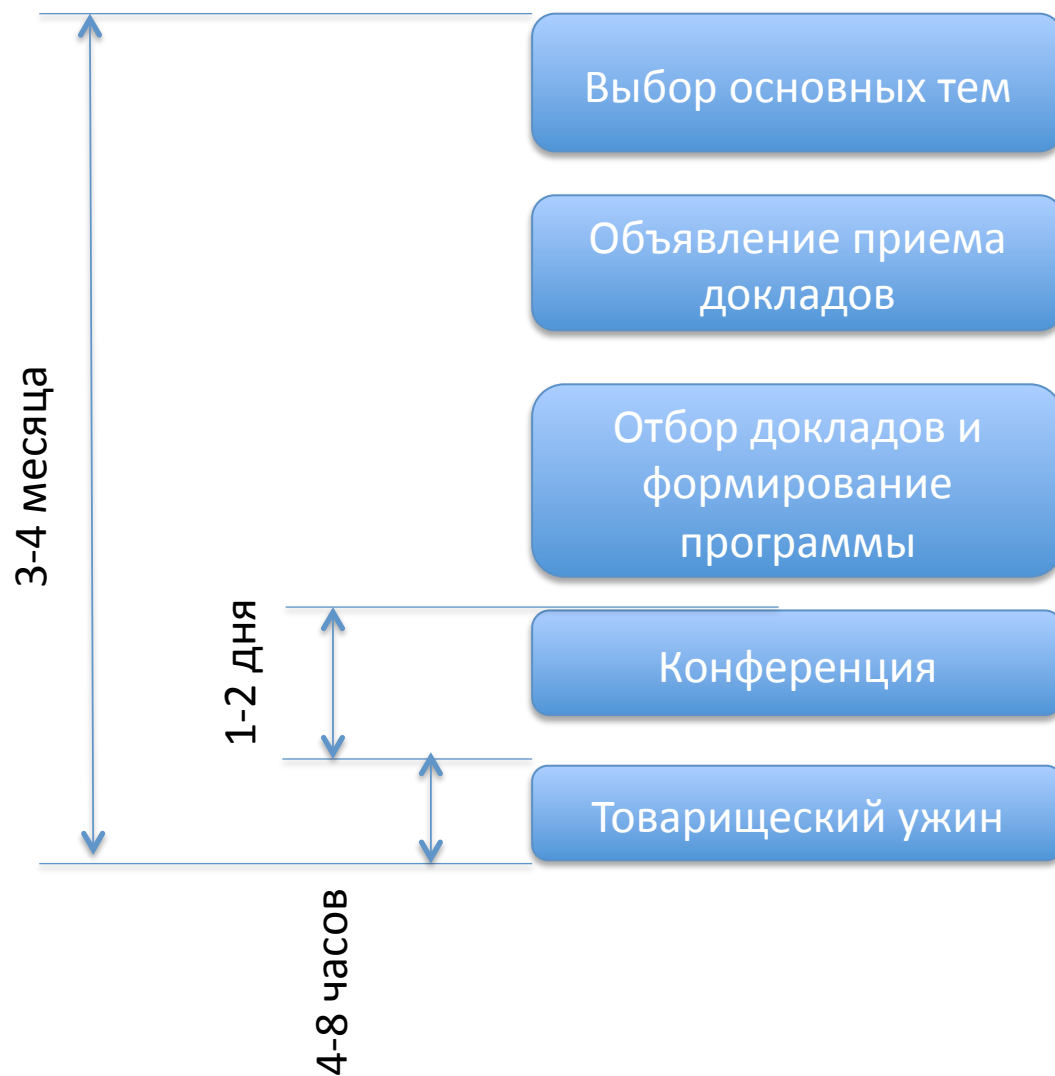 Выбор основных тем
Объявление приема
докладов
Отбор докладов и
формирование
программы
Конференция
Товарищеский ужин
3-4 месяца
1-2 дня
4-8 часов